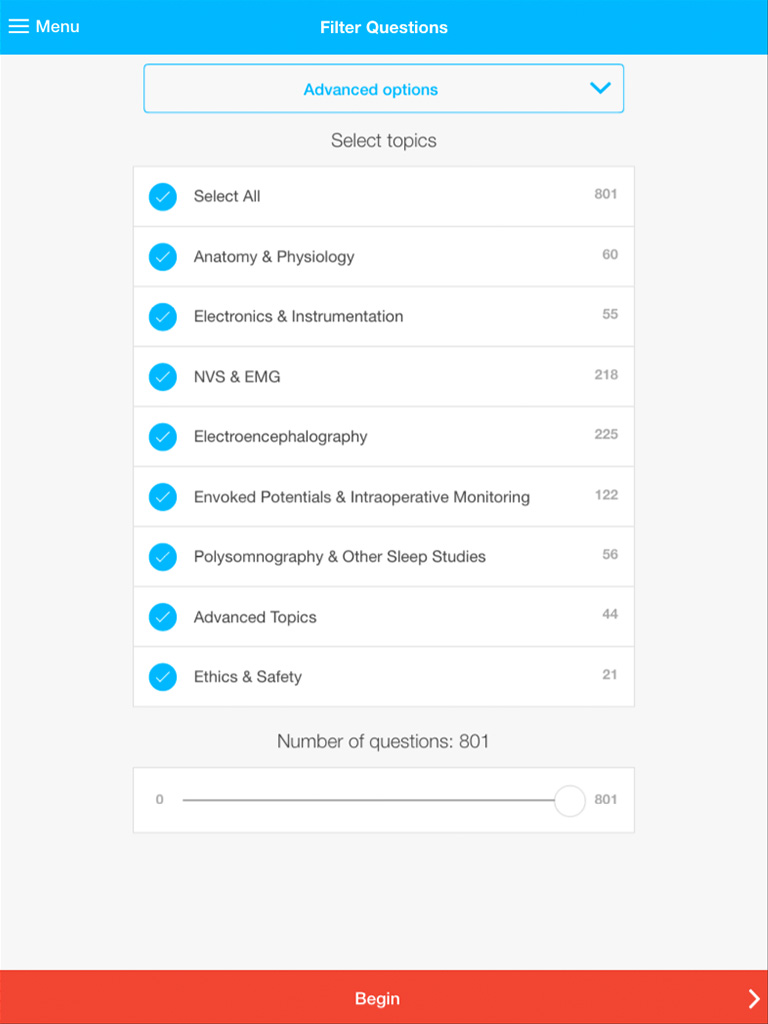 Menu
Filter Questions
Advanced options
Select topics
Select All 801
Anatomy & Physiology 60
Electronics & Instrumentation 55
NVS & EMG 218
Electroencephalography 225
Envoked Potentials & Intraoperative Monitoring 122
Polysomnography & Other Sleep Studies 56
Advanced Topics 44
Ethics & Safety 21
Number of questions: 801
0 801
Begin